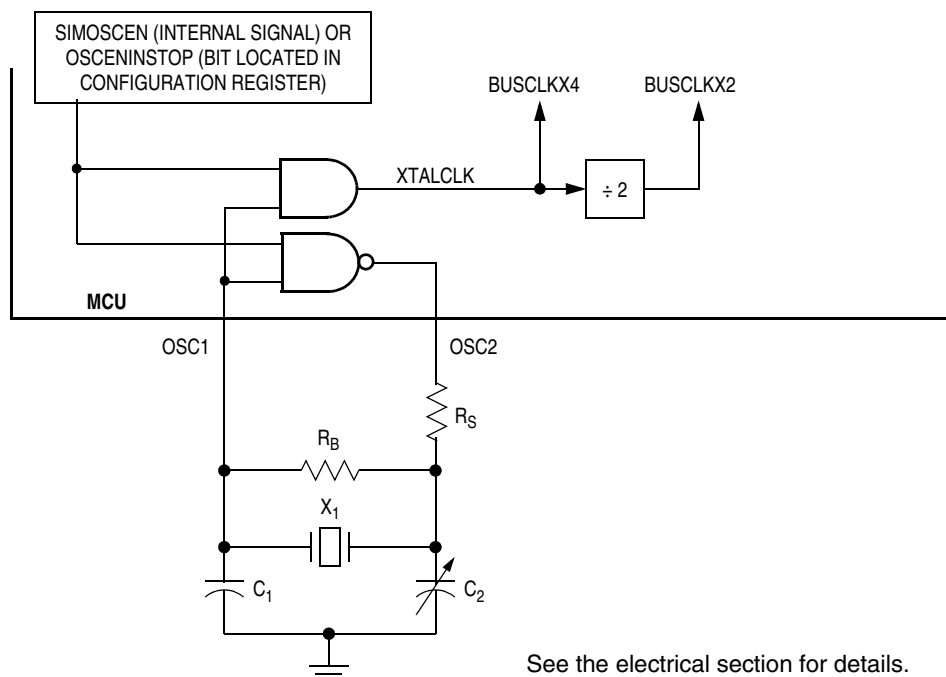 SIMOSCEN (INTERNAL SIGNAL) OR
OSCENINSTOP (BIT LOCATED IN
CONFIGURATION REGISTER)
BUSCLKX4
BUSCLKX2
XTALCLK
÷ 2
MCU
OSC1
OSC2
RS
RB
X1
C1
C2
See the electrical section for details.